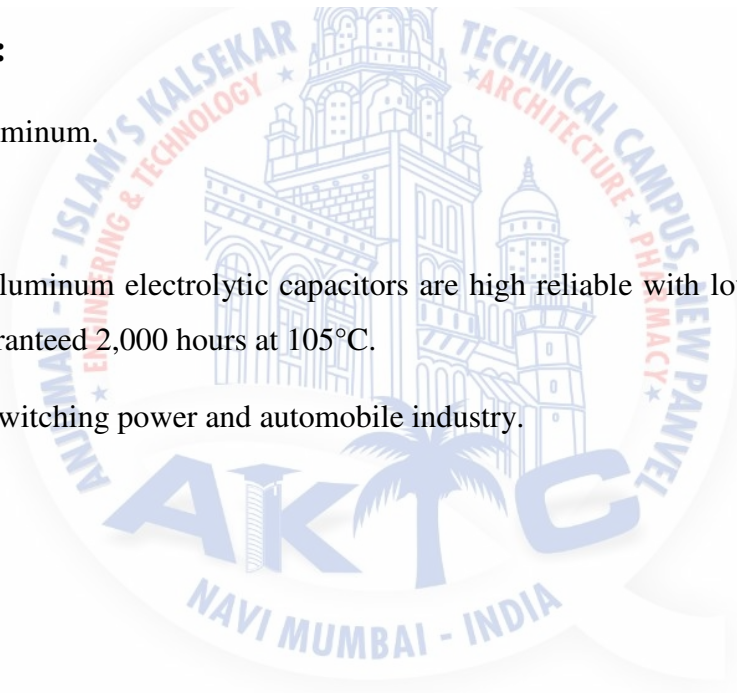 :
minum.
luminum electrolytic capacitors are high reliable with lo
ranteed 2,000 hours at 105°C.
witching power and automobile industry.
ANJUMAN - I - ISLAM'S KALSEKAR TECHNICAL CAMPUS, NEW PANVEL
ENGINEERING & TECHNOLOGY * * ARCHITECTURE * PHARMACY *
AKTC
NAVI MUMBAI - INDIA